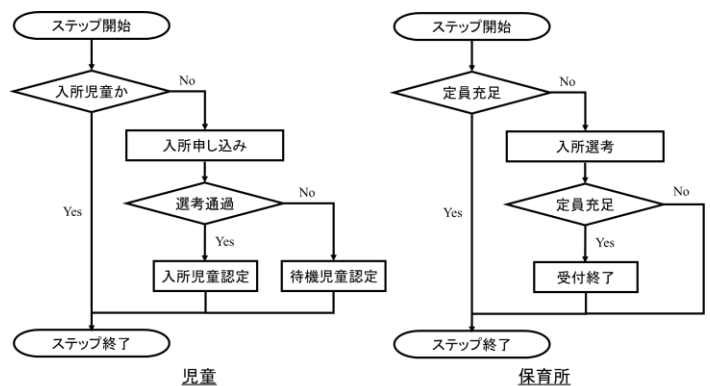 ステップ開始
入所児童か
No
入所申し込み
選考通過
No
Yes
Yes
入所児童認定
待機児童認定
ステップ終了
児童
ステップ開始
定員充足
No
入所選考
定員充足
No
Yes
Yes
受付終了
ステップ終了
保育所